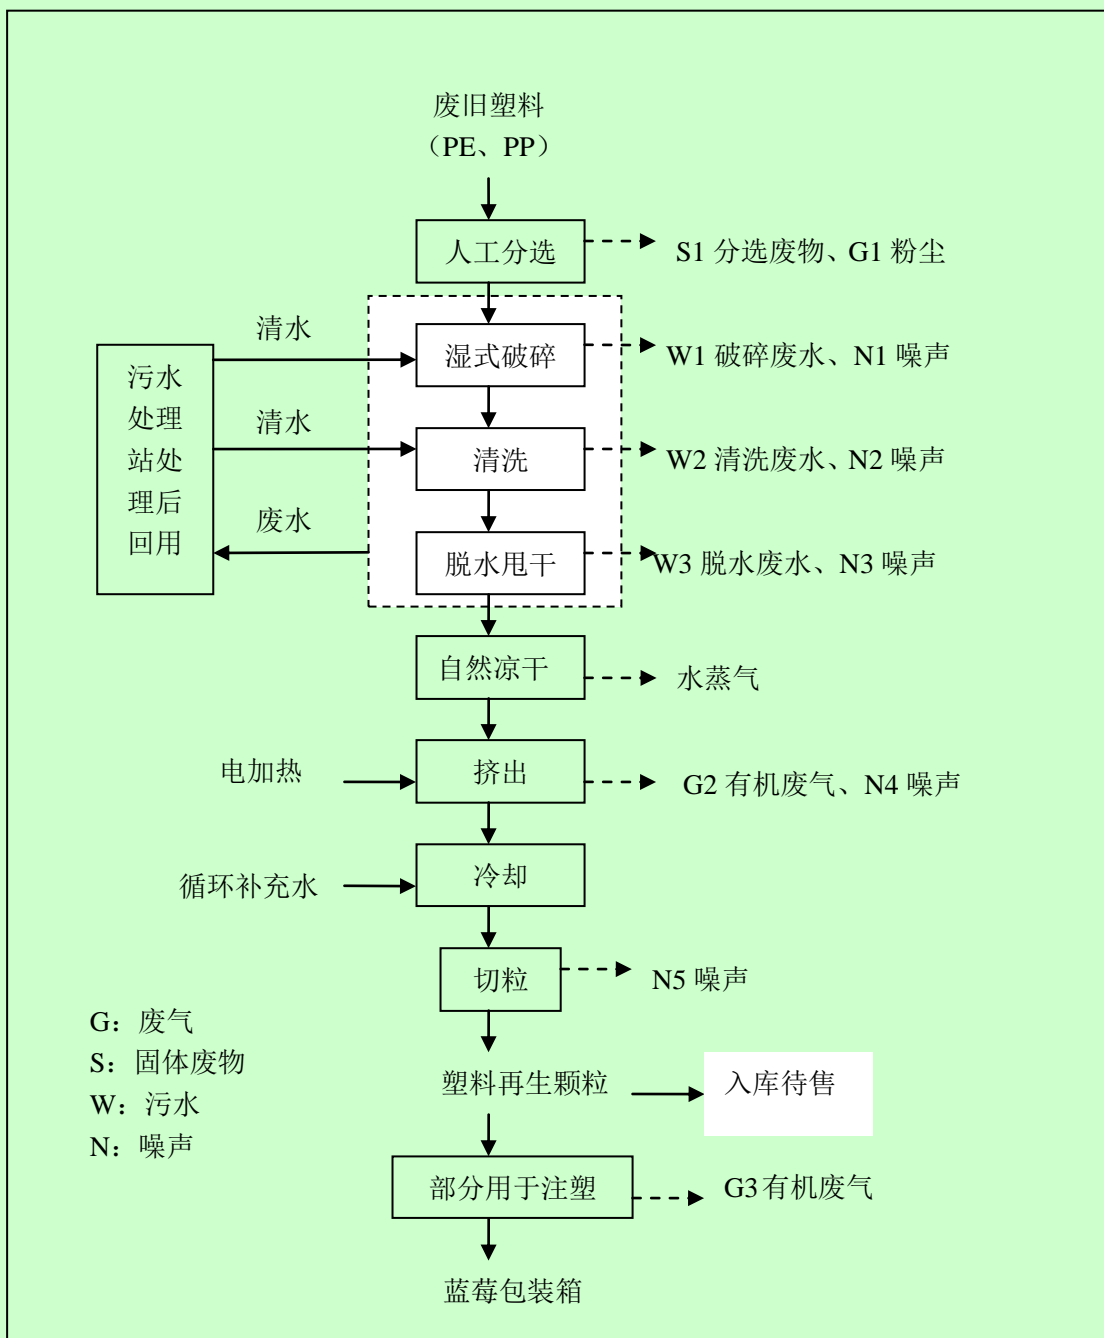 废旧塑料
（PE、PP）
人工分选
S1 分选废物、G1 粉尘
清水
湿式破碎
W1 破碎废水、N1 噪声
污水
处理
站处
理后
回用
清水
清洗
W2 清洗废水、N2 噪声
废水
脱水甩干
W3 脱水废水、N3 噪声
自然凉干
水蒸气
电加热
挤出
G2 有机废气、N4 噪声
循环补充水
冷却
切粒
N5 噪声
G：废气
S：固体废物
W：污水
N：噪声
塑料再生颗粒
入库待售
部分用于注塑
G3 有机废气
蓝莓包装箱